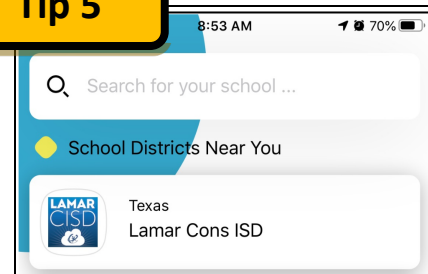 Tip 5
8:53 AM 70%
Search for your school ...
School Districts Near You
LAMAR
CISD
Texas
Lamar Cons ISD